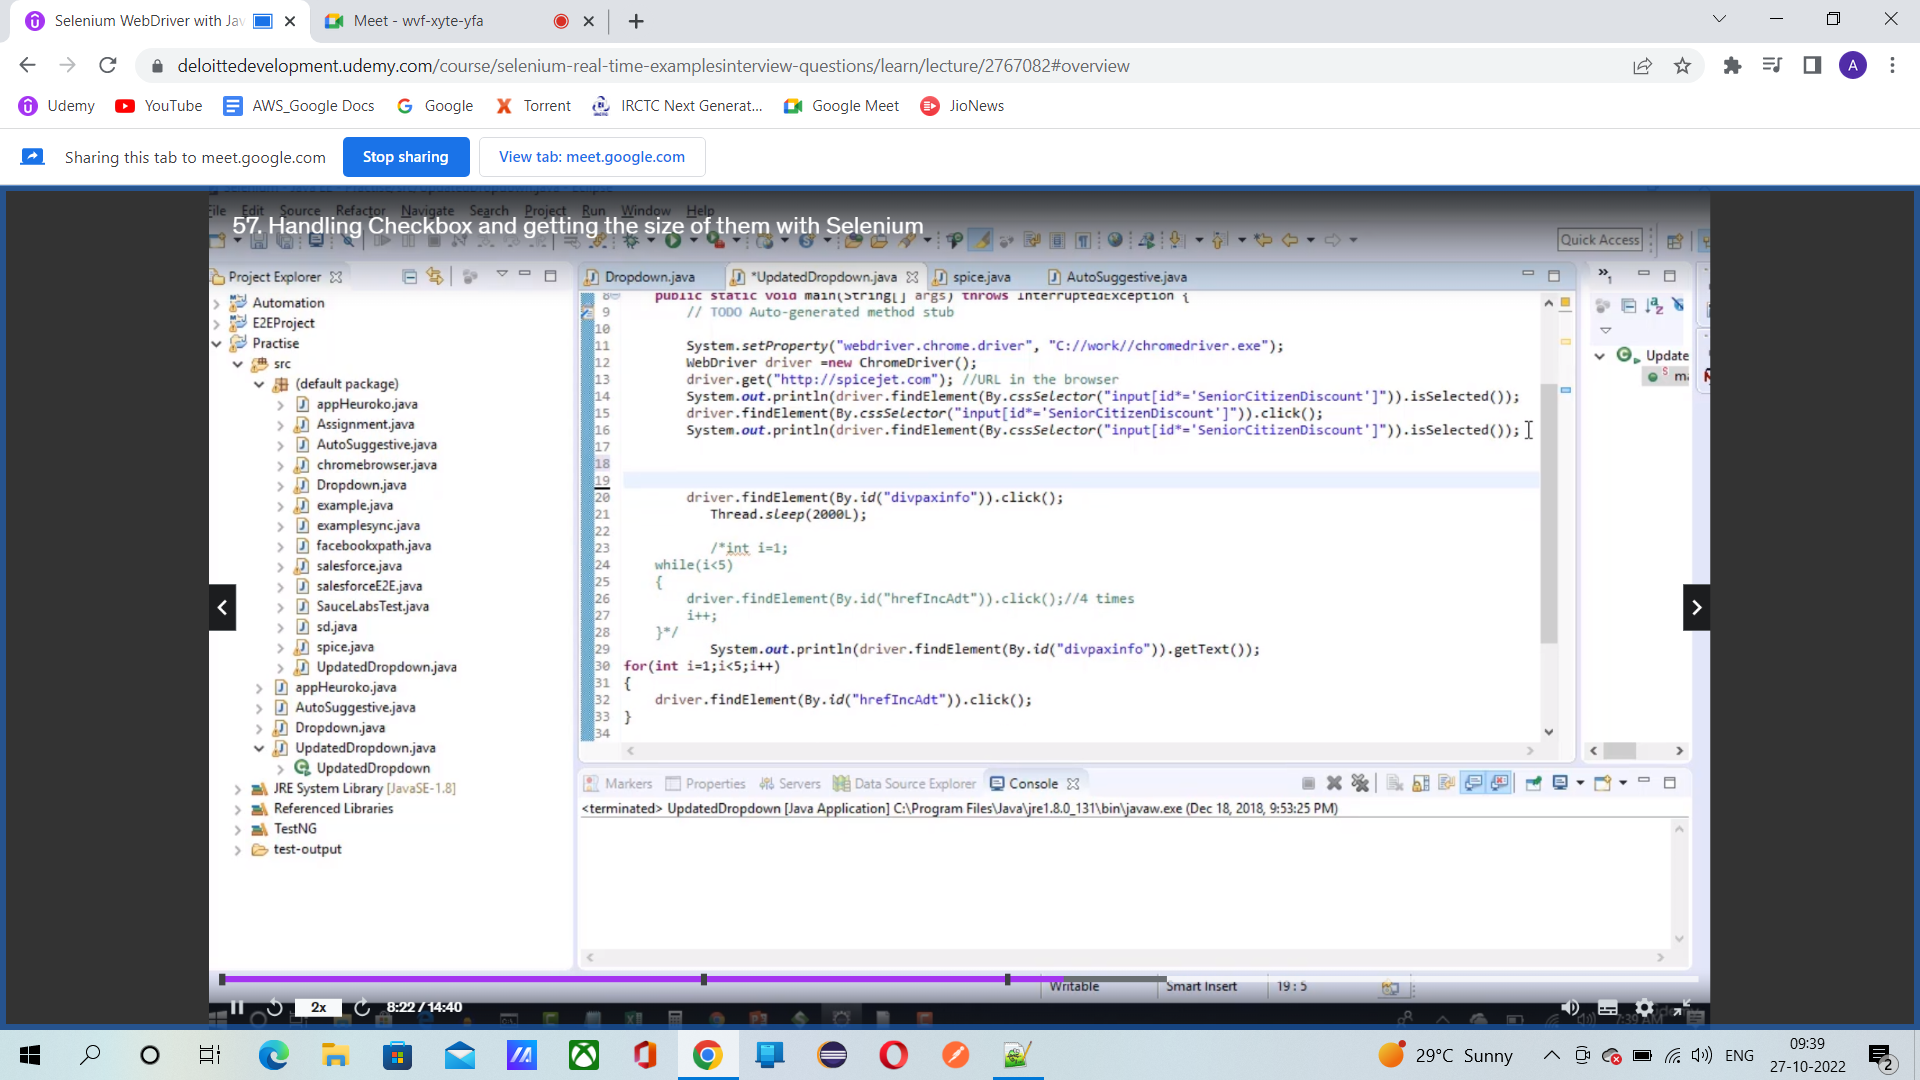 Selenium WebDriver with Jav
Meet - wvf-xyte-yfa
deloittedevelopment.udemy.com/course/selenium-real-time-examplesinterview-questions/learn/lecture/2767082#overview
A
Udemy YouTube AWS_Google Docs Google Torrent IRCTC Next Generat... Google Meet JioNews
Sharing this tab to meet.google.com Stop sharing View tab: meet.google.com
File Edit Source Refactor Navigate Search Project Run Window Help
57. Handling Checkbox and getting the size of them with Selenium
Quick Access
Project Explorer
Dropdown.java *UpdatedDropdown.java spice.java AutoSuggestive.java
Automation
E2EProject
Practise
src
(default package)
appHeuroko.java
Assignment.java
AutoSuggestive.java
chromebrowser.java
Dropdown.java
example.java
examplesync.java
facebookxpath.java
salesforce.java
salesforceE2E.java
SauceLabsTest.java
sd.java
spice.java
UpdatedDropdown.java
appHeuroko.java
AutoSuggestive.java
Dropdown.java
UpdatedDropdown.java
UpdatedDropdown
JRE System Library [JavaSE-1.8]
Referenced Libraries
TestNG
test-output
8 public static void main(String[] args) throws InterruptedException {
9 // TODO Auto-generated method stub
10
11 System.setProperty("webdriver.chrome.driver", "C://work//chromedriver.exe");
12 WebDriver driver =new ChromeDriver();
13 driver.get("http://spicejet.com"); //URL in the browser
14 System.out.println(driver.findElement(By.cssSelector("input[id*='SeniorCitizenDiscount']")).isSelected());
15 driver.findElement(By.cssSelector("input[id*='SeniorCitizenDiscount']")).click();
16 System.out.println(driver.findElement(By.cssSelector("input[id*='SeniorCitizenDiscount']")).isSelected());
17
18
19
20 driver.findElement(By.id("divpaxinfo")).click();
21 Thread.sleep(2000L);
22
23 /*int i=1;
24 while(i<5)
25 {
26 driver.findElement(By.id("hrefIncAdt")).click();//4 times
27 i++;
28 }*/
29 System.out.println(driver.findElement(By.id("divpaxinfo")).getText());
30 for(int i=1;i<5;i++)
31 {
32 driver.findElement(By.id("hrefIncAdt")).click();
33 }
34
Update
ma
Markers Properties Servers Data Source Explorer Console
<terminated> UpdatedDropdown [Java Application] C:\Program Files\Java\jre1.8.0_131\bin\javaw.exe (Dec 18, 2018, 9:53:25 PM)
Writable Smart Insert 19 : 5
2x 8:22 / 14:40
7:39 AM
29°C Sunny ENG
09:39
27-10-2022
2